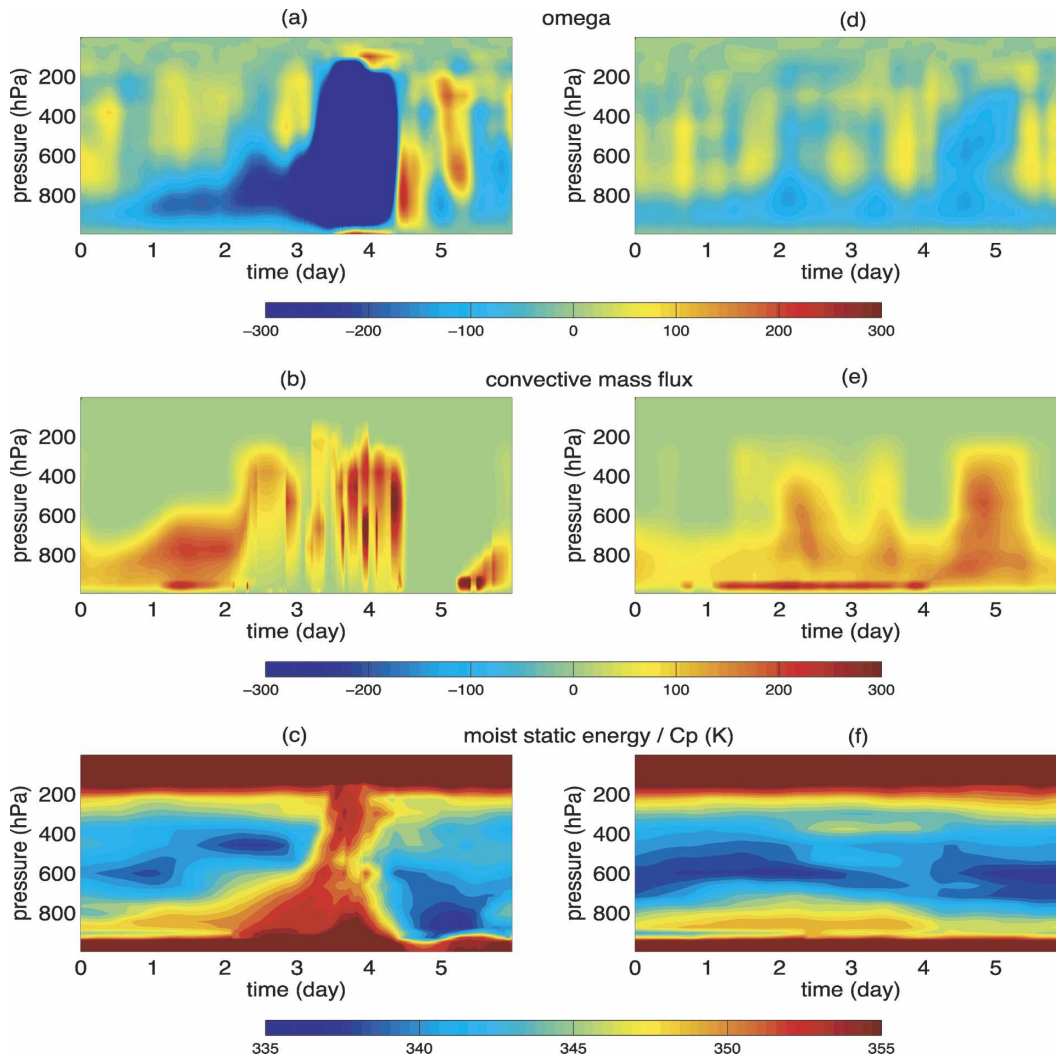 (a) omega (d)
pressure (hPa) 200 400 600 800 0 1 2 3 4 5 time (day)
pressure (hPa) 200 400 600 800 0 1 2 3 4 5 time (day)
−300 −200 −100 0 100 200 300
(b) convective mass flux (e)
pressure (hPa) 200 400 600 800 0 1 2 3 4 5 time (day)
pressure (hPa) 200 400 600 800 0 1 2 3 4 5 time (day)
−300 −200 −100 0 100 200 300
(c) moist static energy / Cp (K) (f)
pressure (hPa) 200 400 600 800 0 1 2 3 4 5 time (day)
pressure (hPa) 200 400 600 800 0 1 2 3 4 5 time (day)
335 340 345 350 355